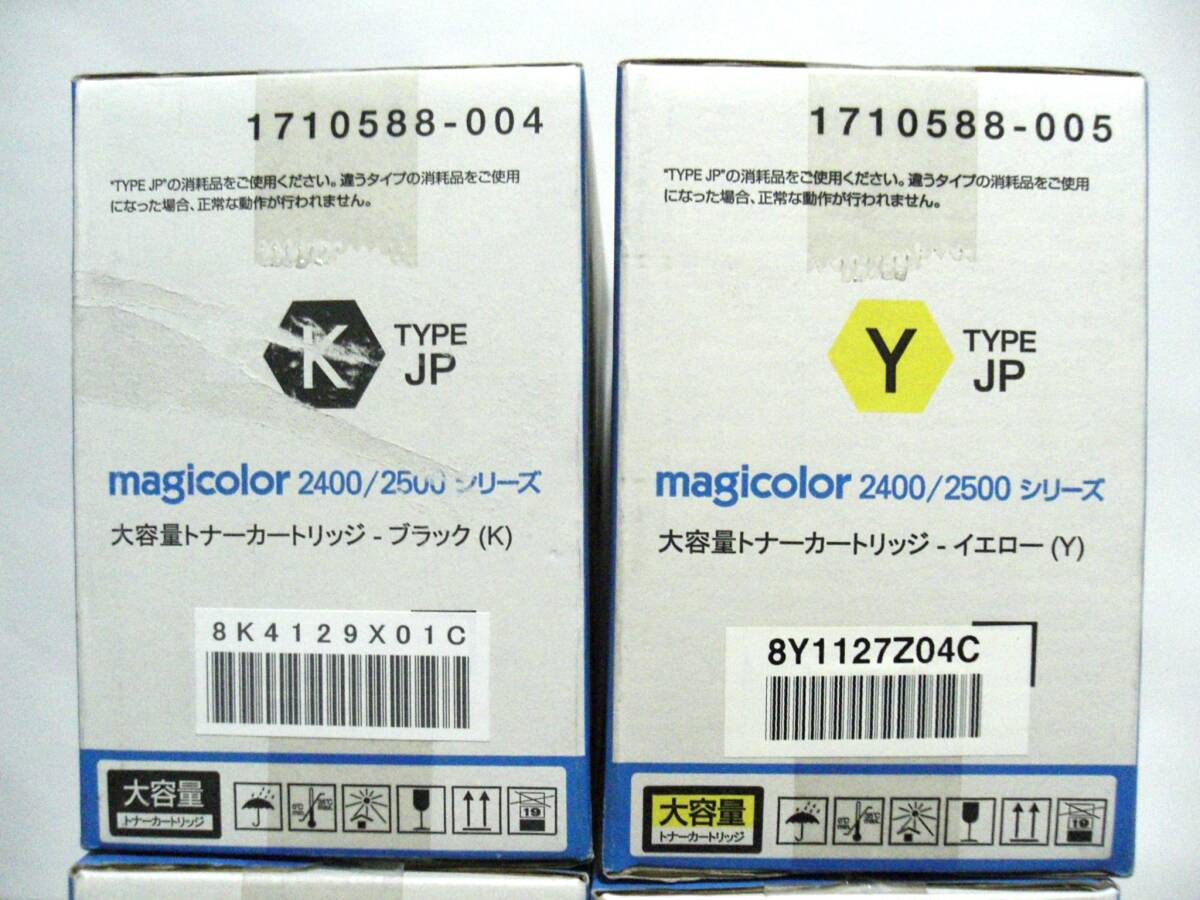 1710588-004
"TYPE JP"の消耗品をご使用ください。違うタイプの消耗品をご使用
になった場合、正常な動作が行われません。
K
TYPE
JP
magicolor 2400/2500 シリーズ
大容量トナーカートリッジ - ブラック (K)
8K4129X01C
大容量
トナーカートリッジ
19
1710588-005
"TYPE JP"の消耗品をご使用ください。違うタイプの消耗品をご使用
になった場合、正常な動作が行われません。
Y
TYPE
JP
magicolor 2400/2500 シリーズ
大容量トナーカートリッジ - イエロー (Y)
8Y1127Z04C
大容量
トナーカートリッジ
19